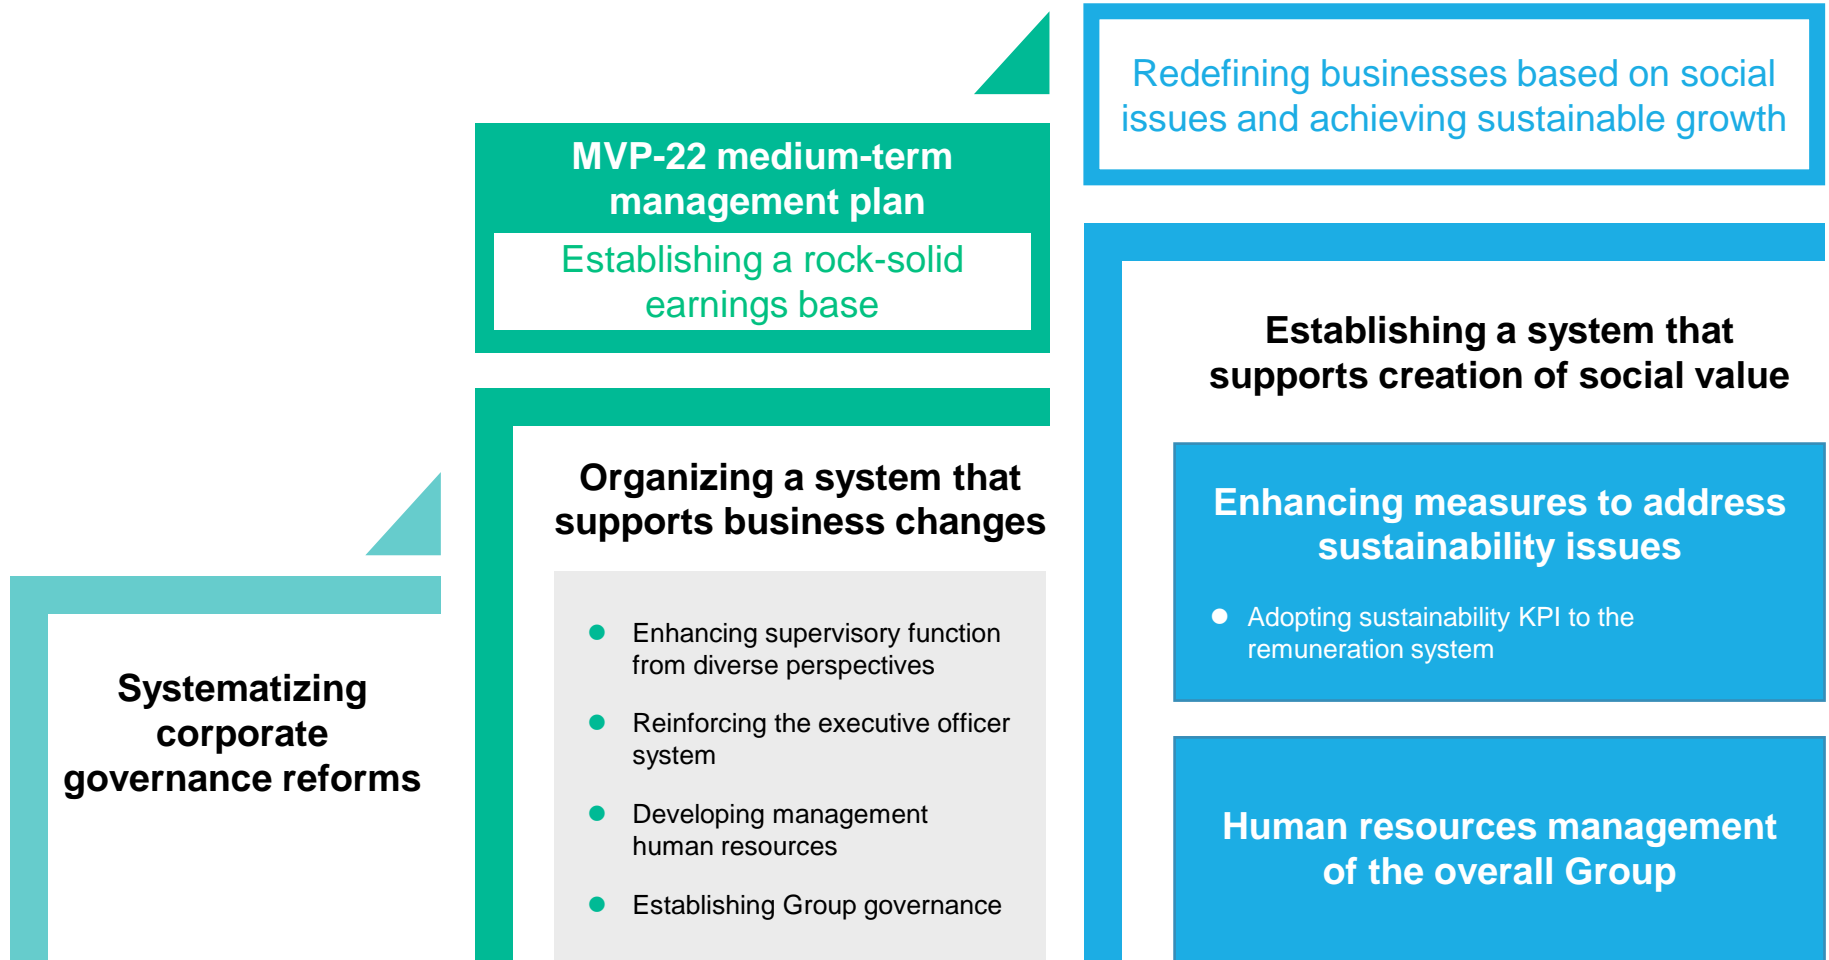 Systematizing
corporate
governance reforms
MVP-22 medium-term
management plan
Establishing a rock-solid
earnings base
Organizing a system that
supports business changes
● Enhancing supervisory function
from diverse perspectives
● Reinforcing the executive officer
system
● Developing management
human resources
● Establishing Group governance
Redefining businesses based on social
issues and achieving sustainable growth
Establishing a system that
supports creation of social value
Enhancing measures to address
sustainability issues
● Adopting sustainability KPI to the
remuneration system
Human resources management
of the overall Group